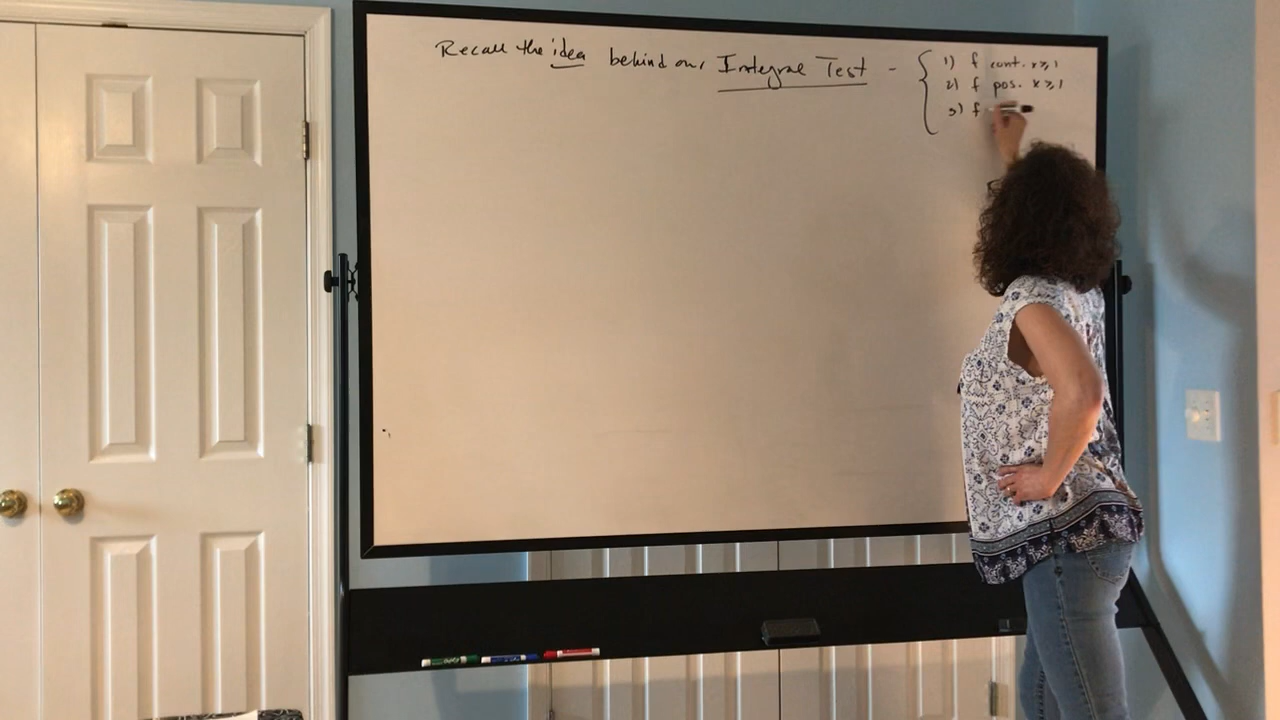 Recall the idea behind our Integral Test - 1) f cont. x ≥ 1
2) f pos. x ≥ 1
3) f